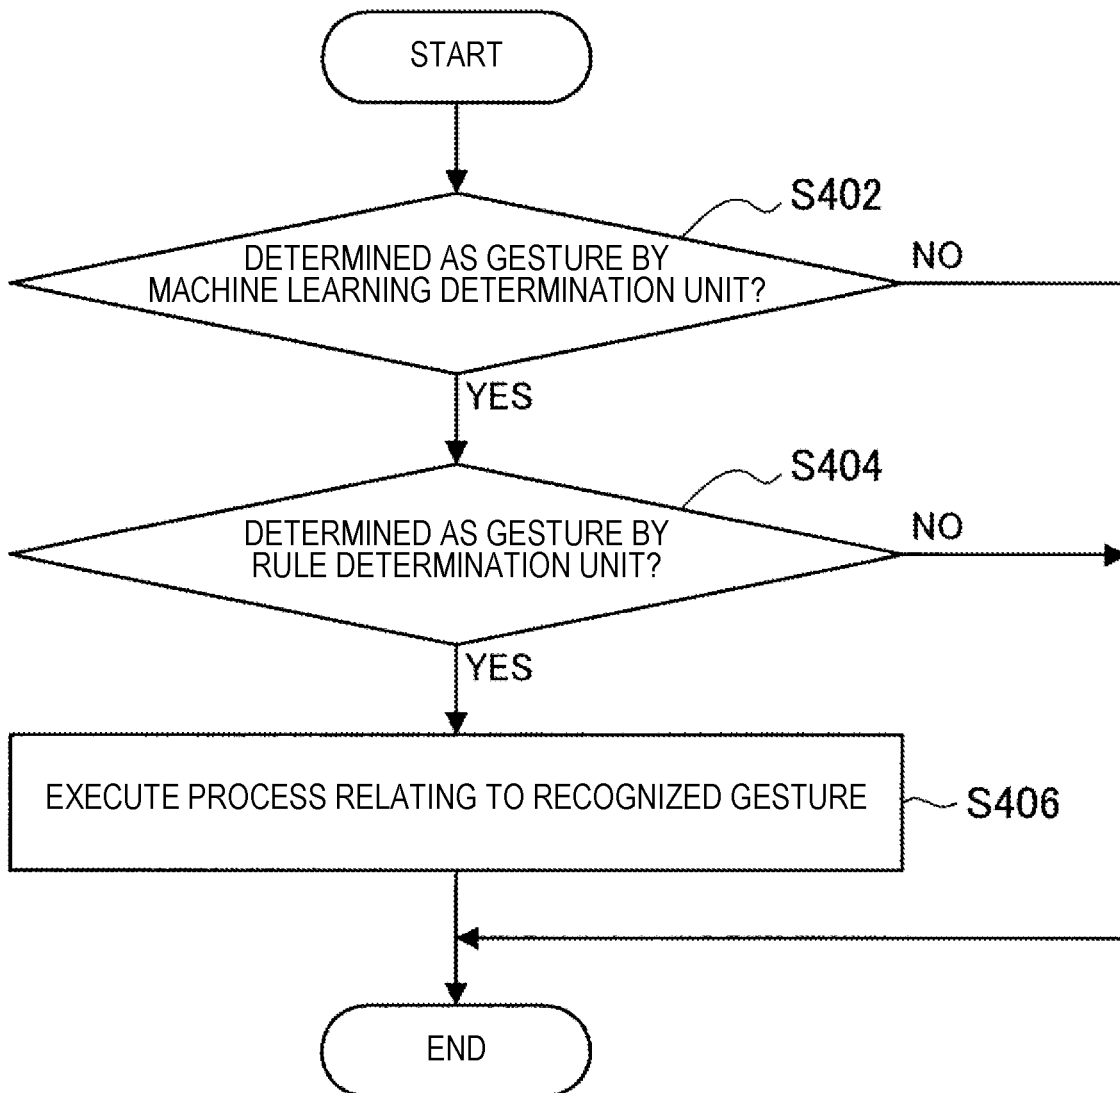 START
S402
DETERMINED AS GESTURE BY
MACHINE LEARNING DETERMINATION UNIT?
NO
YES
S404
DETERMINED AS GESTURE BY
RULE DETERMINATION UNIT?
NO
YES
EXECUTE PROCESS RELATING TO RECOGNIZED GESTURE
S406
END